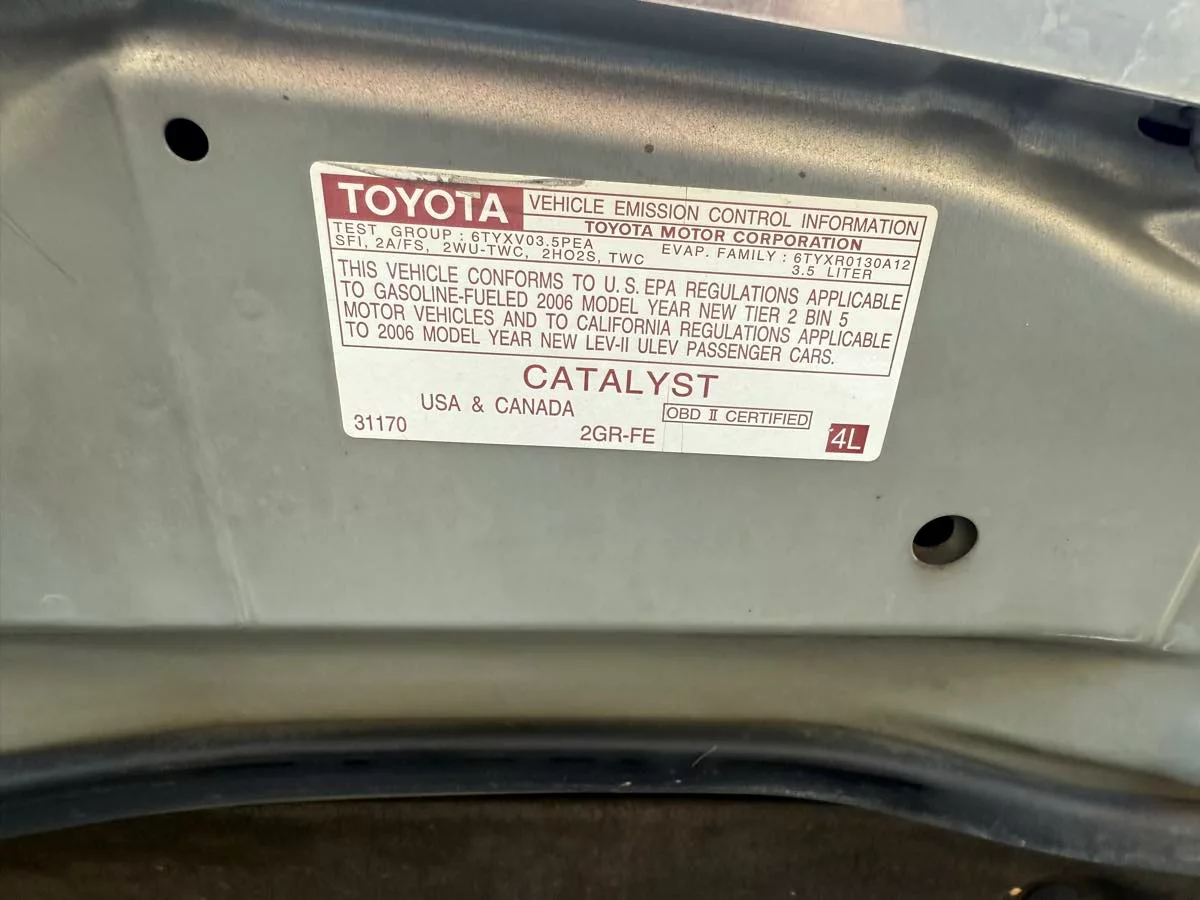 TOYOTA
VEHICLE EMISSION CONTROL INFORMATION
TOYOTA MOTOR CORPORATION
TEST GROUP : 6TYXV03.5PEA
EVAP. FAMILY : 6TYXR0130A12
SFI, 2A/FS, 2WU-TWC, 2HO2S, TWC
3.5 LITER
THIS VEHICLE CONFORMS TO U.S. EPA REGULATIONS APPLICABLE
TO GASOLINE-FUELED 2006 MODEL YEAR NEW TIER 2 BIN 5
MOTOR VEHICLES AND TO CALIFORNIA REGULATIONS APPLICABLE
TO 2006 MODEL YEAR NEW LEV-II ULEV PASSENGER CARS.
CATALYST
USA & CANADA
OBD II CERTIFIED
31170
2GR-FE
4L